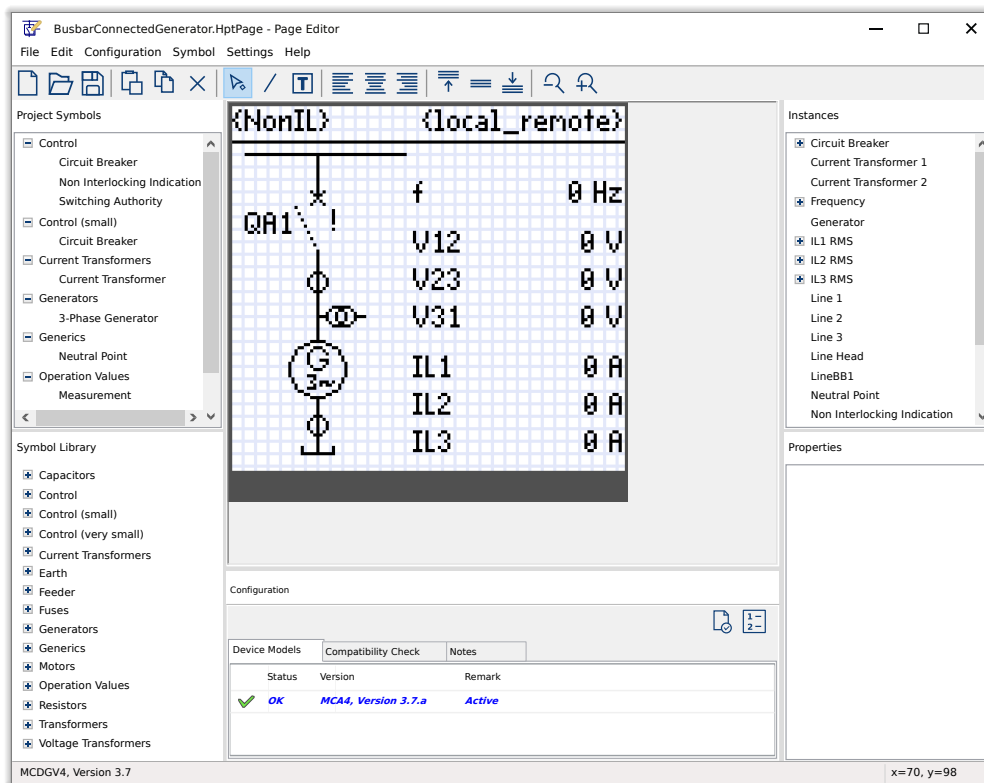 BusbarConnectedGenerator.HptPage - Page Editor
File Edit Configuration Symbol Settings Help
T
Project Symbols
Control
Circuit Breaker
Non Interlocking Indication
Switching Authority
Control (small)
Circuit Breaker
Current Transformers
Current Transformer
Generators
3-Phase Generator
Generics
Neutral Point
Operation Values
Measurement
Symbol Library
Capacitors
Control
Control (small)
Control (very small)
Current Transformers
Earth
Feeder
Fuses
Generators
Generics
Motors
Operation Values
Resistors
Transformers
Voltage Transformers
{NonIL} {local_remote}
f 0 Hz
QA1 !
V12 0 V
V23 0 V
V31 0 V
G
3~
IL1 0 A
IL2 0 A
IL3 0 A
Configuration
1
2
Device Models Compatibility Check Notes
Status Version Remark
OK MCA4, Version 3.7.a Active
Instances
Circuit Breaker
Current Transformer 1
Current Transformer 2
Frequency
Generator
IL1 RMS
IL2 RMS
IL3 RMS
Line 1
Line 2
Line 3
Line Head
LineBB1
Neutral Point
Non Interlocking Indication
Properties
MCDGV4, Version 3.7 x=70, y=98